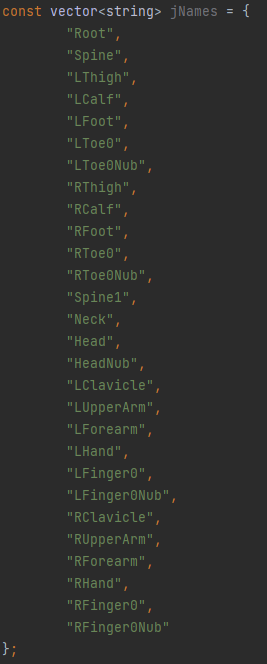 const vector<string> jNames = {
"Root",
"Spine",
"LThigh",
"LCalf",
"LFoot",
"LToe0",
"LToe0Nub",
"RThigh",
"RCalf",
"RFoot",
"RToe0",
"RToe0Nub",
"Spine1",
"Neck",
"Head",
"HeadNub",
"LClavicle",
"LUpperArm",
"LForearm",
"LHand",
"LFinger0",
"LFinger0Nub",
"RClavicle",
"RUpperArm",
"RForearm",
"RHand",
"RFinger0",
"RFinger0Nub"
};